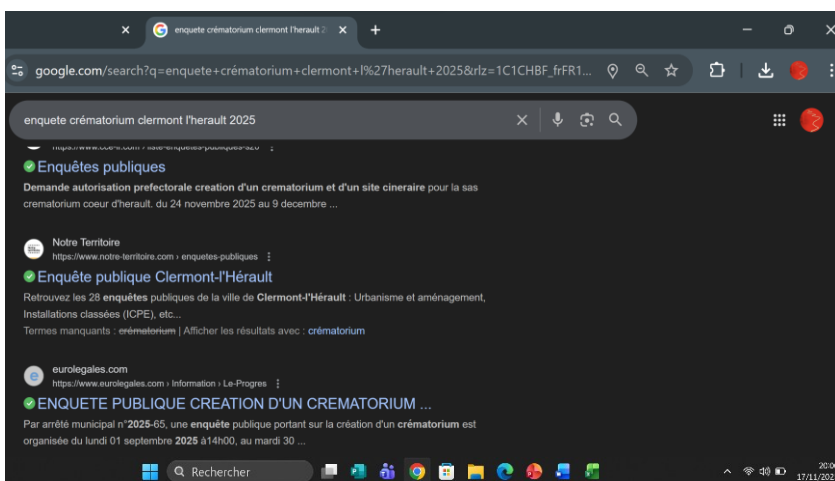 enquete crématorium clermont l'herault 2
google.com/search?q=enquete+crématorium+clermont+l%27herault+2025&rlz=1C1CHBF_frFR1...
enquete crématorium clermont l'herault 2025
Enquêtes publiques
Demande autorisation prefectorale creation d'un crematorium et d'un site cineraire pour la sas
crematorium coeur d'herault. du 24 novembre 2025 au 9 decembre ...
Notre Territoire
https://www.notre-territoire.com › enquetes-publiques
Enquête publique Clermont-l'Hérault
Retrouvez les 28 enquêtes publiques de la ville de Clermont-l'Hérault : Urbanisme et aménagement,
Installations classées (ICPE), etc...
Termes manquants : crématorium | Afficher les résultats avec : crématorium
e
eurolegales.com
https://www.eurolegales.com › Information › Le-Progres
ENQUETE PUBLIQUE CREATION D'UN CREMATORIUM ...
Par arrêté municipal n°2025-65, une enquête publique portant sur la création d'un crématorium est
organisée du lundi 01 septembre 2025 à14h00, au mardi 30 ...
Rechercher
17/11/202